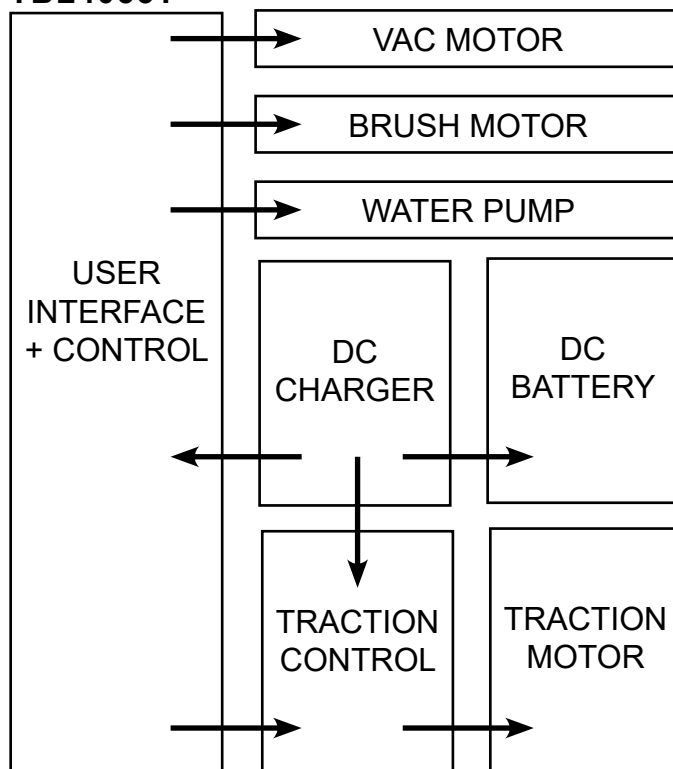 VAC MOTOR
BRUSH MOTOR
WATER PUMP
USER
INTERFACE
+ CONTROL
DC
CHARGER
DC
BATTERY
TRACTION
CONTROL
TRACTION
MOTOR